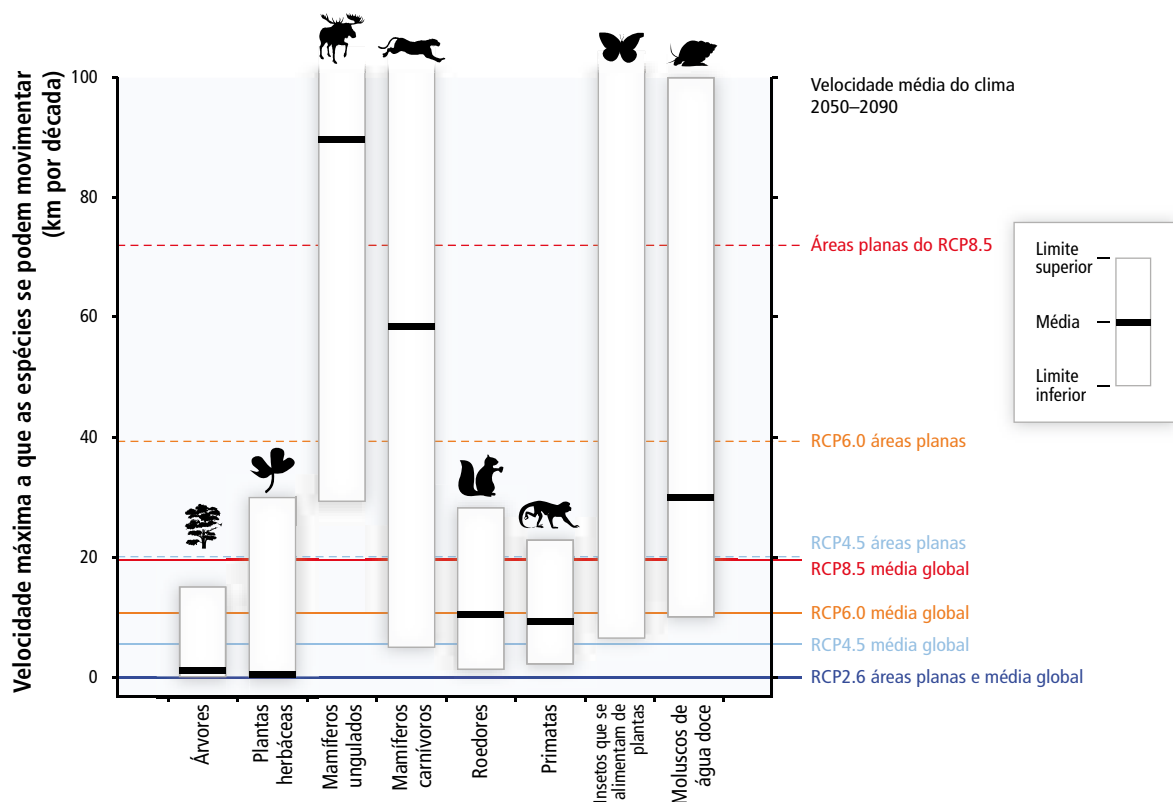 Velocidade máxima a que as espécies se podem movimentar
(km por década)
100
80
60
40
20
0
Árvores
Plantas
herbáceas
Mamíferos
ungulados
Mamíferos
carnívoros
Roedores
Primatas
Insetos que se
alimentam de
plantas
Moluscos de
água doce
Velocidade média do clima
2050–2090
Áreas planas do RCP8.5
RCP6.0 áreas planas
RCP4.5 áreas planas
RCP8.5 média global
RCP6.0 média global
RCP4.5 média global
RCP2.6 áreas planas e média global
Limite
superior
Média
Limite
inferior